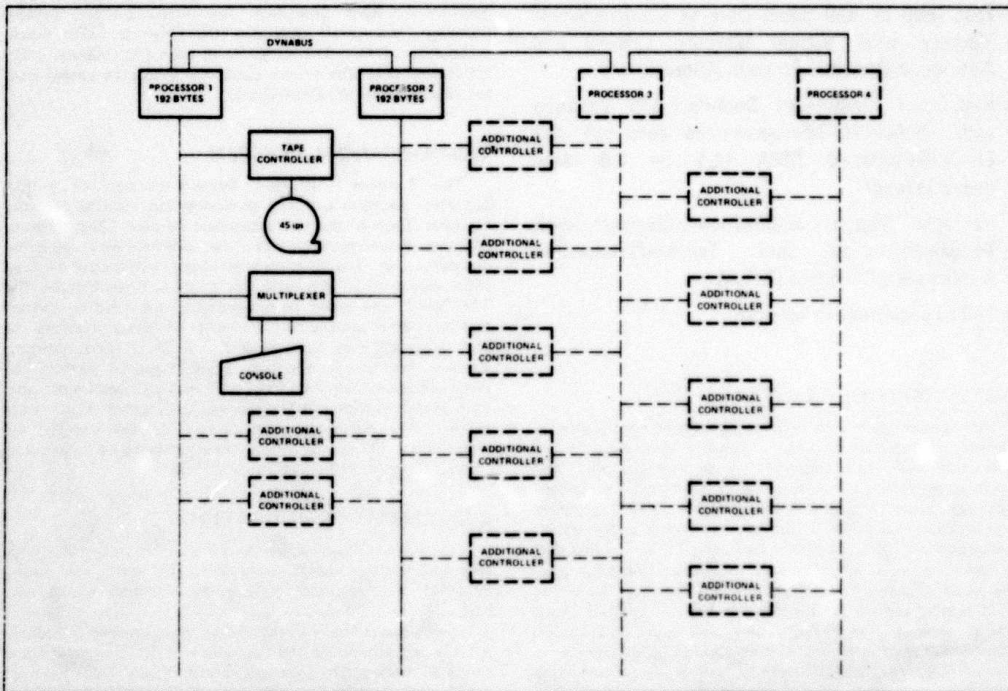 DYNABUS
PROCESSOR 1
192 BYTES
PROCESSOR 2
192 BYTES
PROCESSOR 3
PROCESSOR 4
TAPE
CONTROLLER
45 ips
MULTIPLEXER
CONSOLE
ADDITIONAL
CONTROLLER
ADDITIONAL
CONTROLLER
ADDITIONAL
CONTROLLER
ADDITIONAL
CONTROLLER
ADDITIONAL
CONTROLLER
ADDITIONAL
CONTROLLER
ADDITIONAL
CONTROLLER
ADDITIONAL
CONTROLLER
ADDITIONAL
CONTROLLER
ADDITIONAL
CONTROLLER
ADDITIONAL
CONTROLLER
ADDITIONAL
CONTROLLER